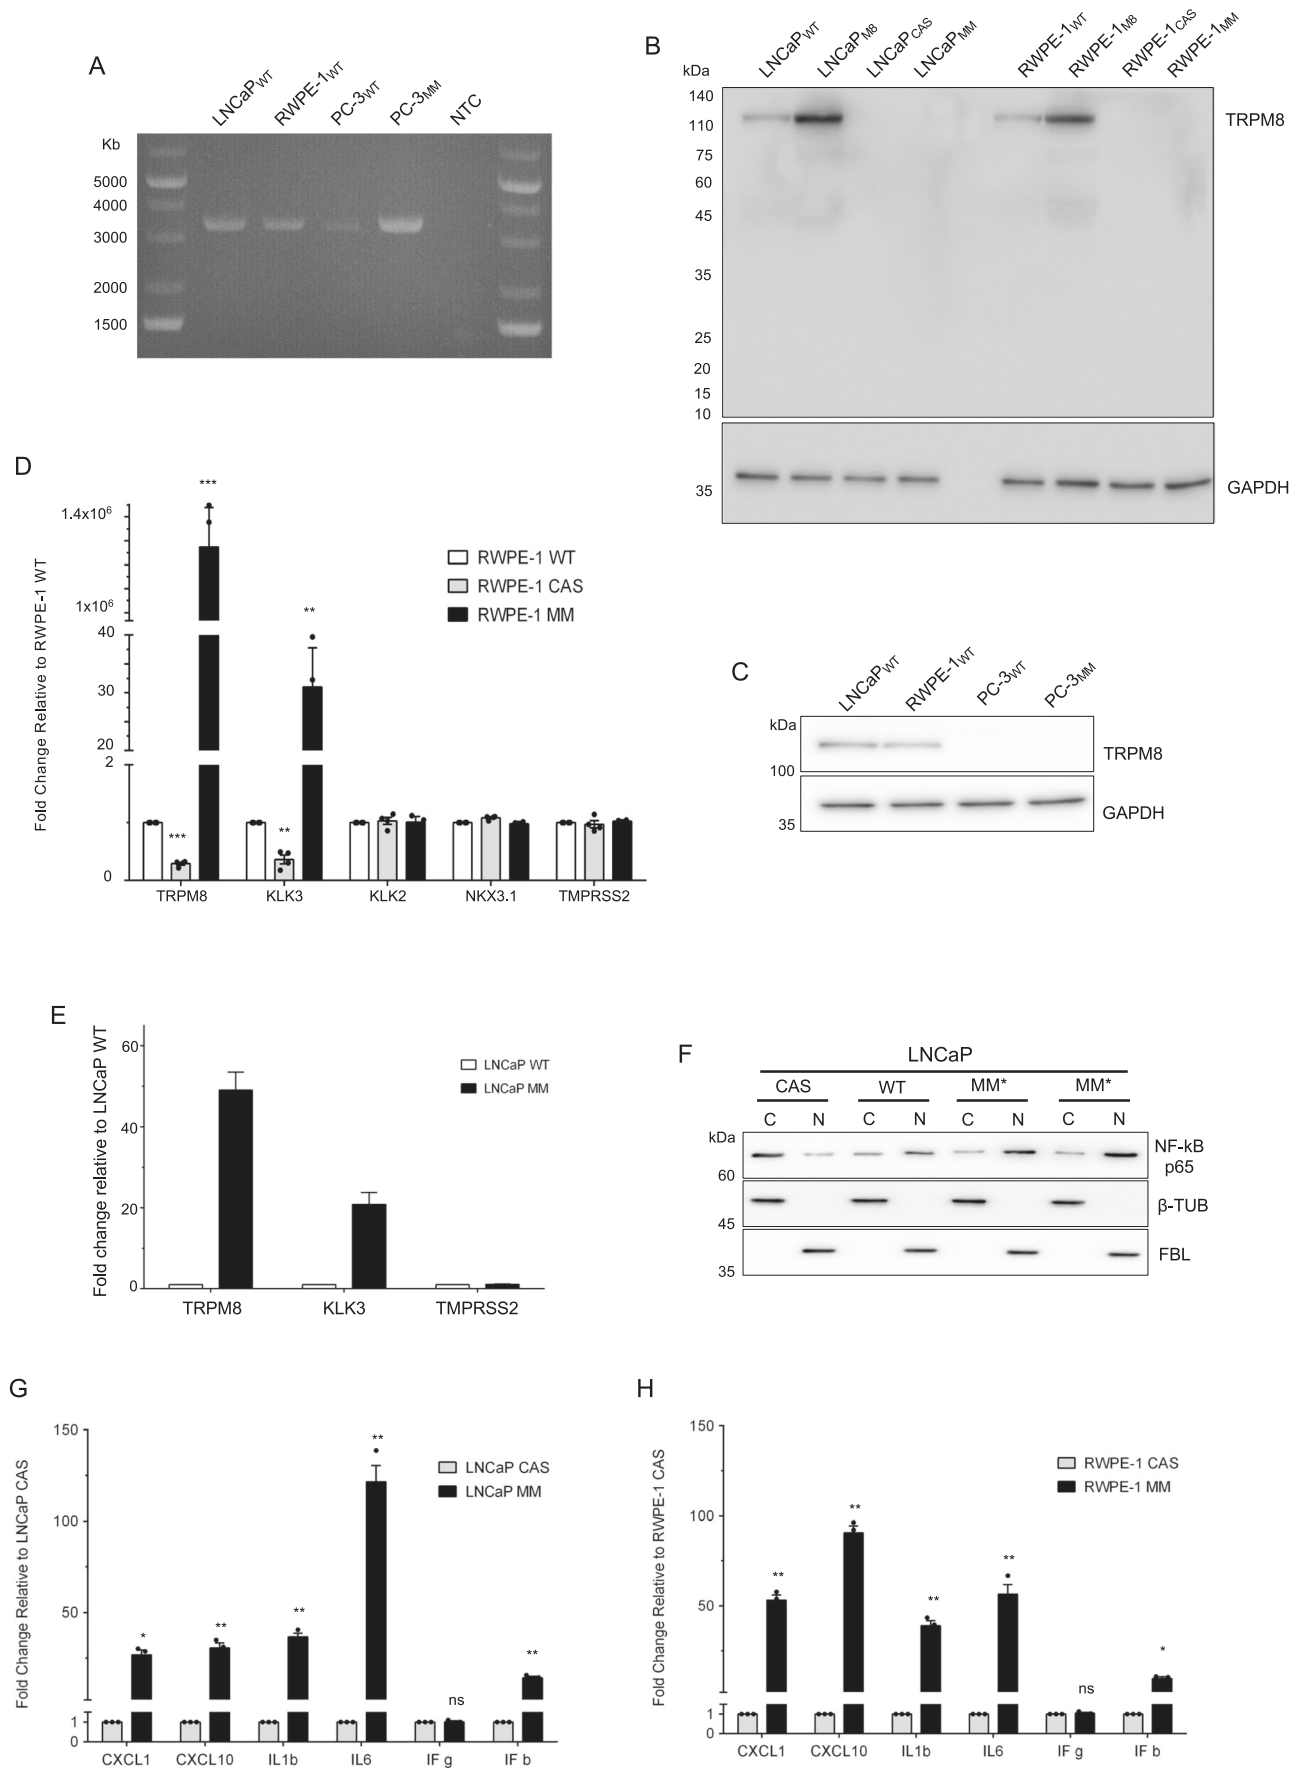 A
LNCaPWT
RWPE-1WT
PC-3WT
PC-3MM
NTC
Kb
5000
4000
3000
2000
1500
B
LNCaPWT
LNCaPM8
LNCaPCAS
LNCaPMM
RWPE-1WT
RWPE-1M8
RWPE-1CAS
RWPE-1MM
kDa
140
110
75
60
45
35
25
20
15
10
TRPM8
35
GAPDH
D
Fold Change Relative to RWPE-1 WT
1.4x10⁶
1x10⁶
40
30
20
2
0
***
***
**
**
RWPE-1 WT
RWPE-1 CAS
RWPE-1 MM
TRPM8 KLK3 KLK2 NKX3.1 TMPRSS2
C
LNCaPWT
RWPE-1WT
PC-3WT
PC-3MM
kDa
100
35
TRPM8
GAPDH
E
Fold change relative to LNCaP WT
60
40
20
0
LNCaP WT
LNCaP MM
TRPM8 KLK3 TMPRSS2
F
LNCaP
CAS WT MM* MM*
C N C N C N C N
kDa
60
45
35
NF-kB
p65
β-TUB
FBL
G
Fold Change Relative to LNCaP CAS
150
100
50
1
0
* ** ** ** ns **
LNCaP CAS
LNCaP MM
CXCL1 CXCL10 IL1b IL6 IF g IF b
H
Fold Change Relative to RWPE-1 CAS
150
100
50
1
0
** ** ** ** ns *
RWPE-1 CAS
RWPE-1 MM
CXCL1 CXCL10 IL1b IL6 IF g IF b